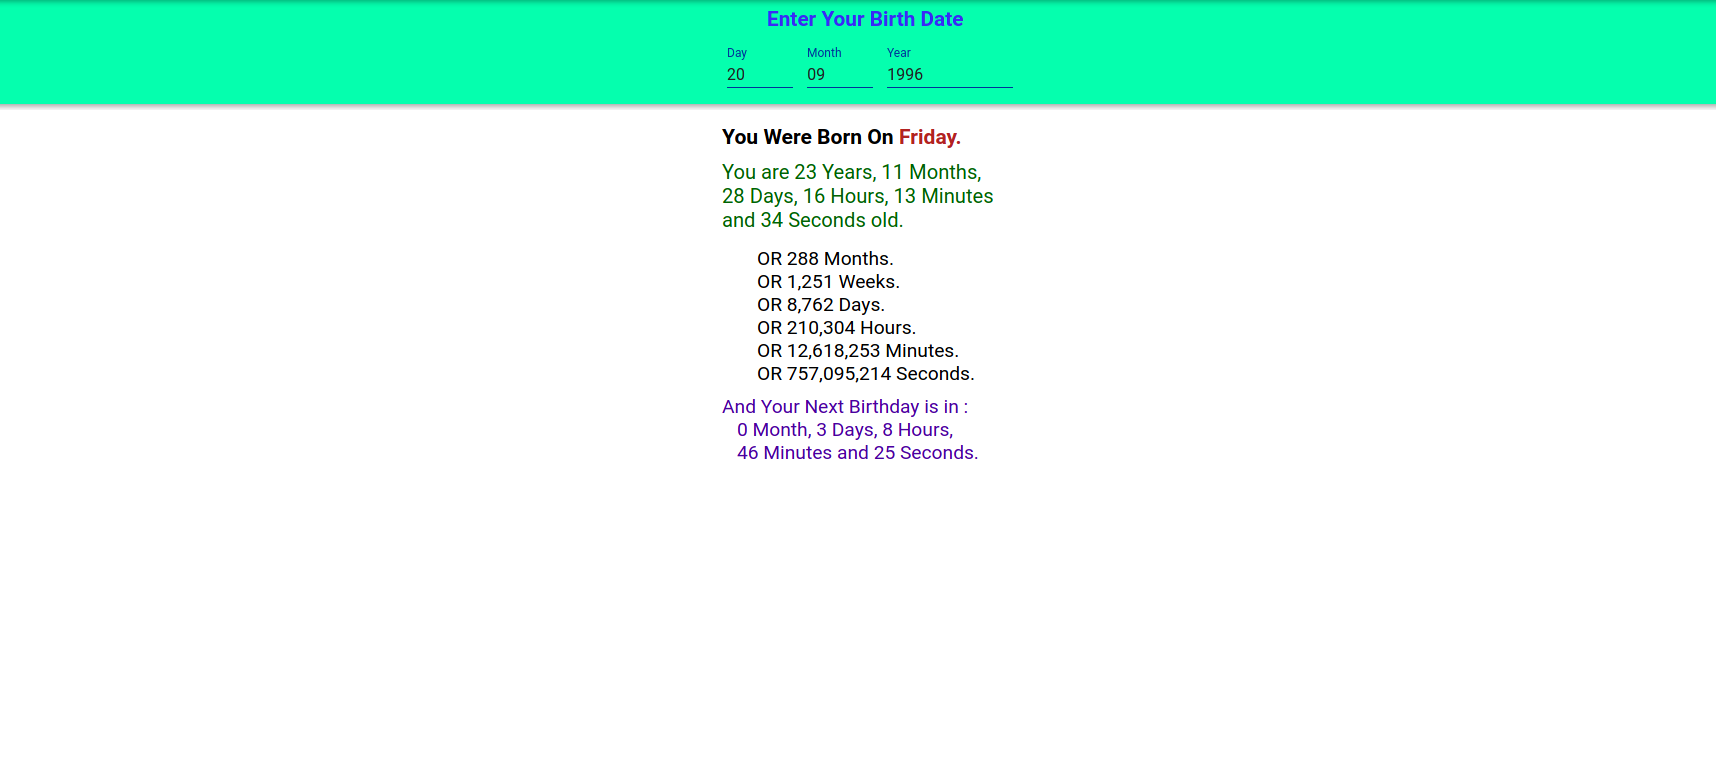 Enter Your Birth Date
Day Month Year
20 09 1996
You Were Born On Friday.
You are 23 Years, 11 Months,
28 Days, 16 Hours, 13 Minutes
and 34 Seconds old.
OR 288 Months.
OR 1,251 Weeks.
OR 8,762 Days.
OR 210,304 Hours.
OR 12,618,253 Minutes.
OR 757,095,214 Seconds.
And Your Next Birthday is in :
0 Month, 3 Days, 8 Hours,
46 Minutes and 25 Seconds.